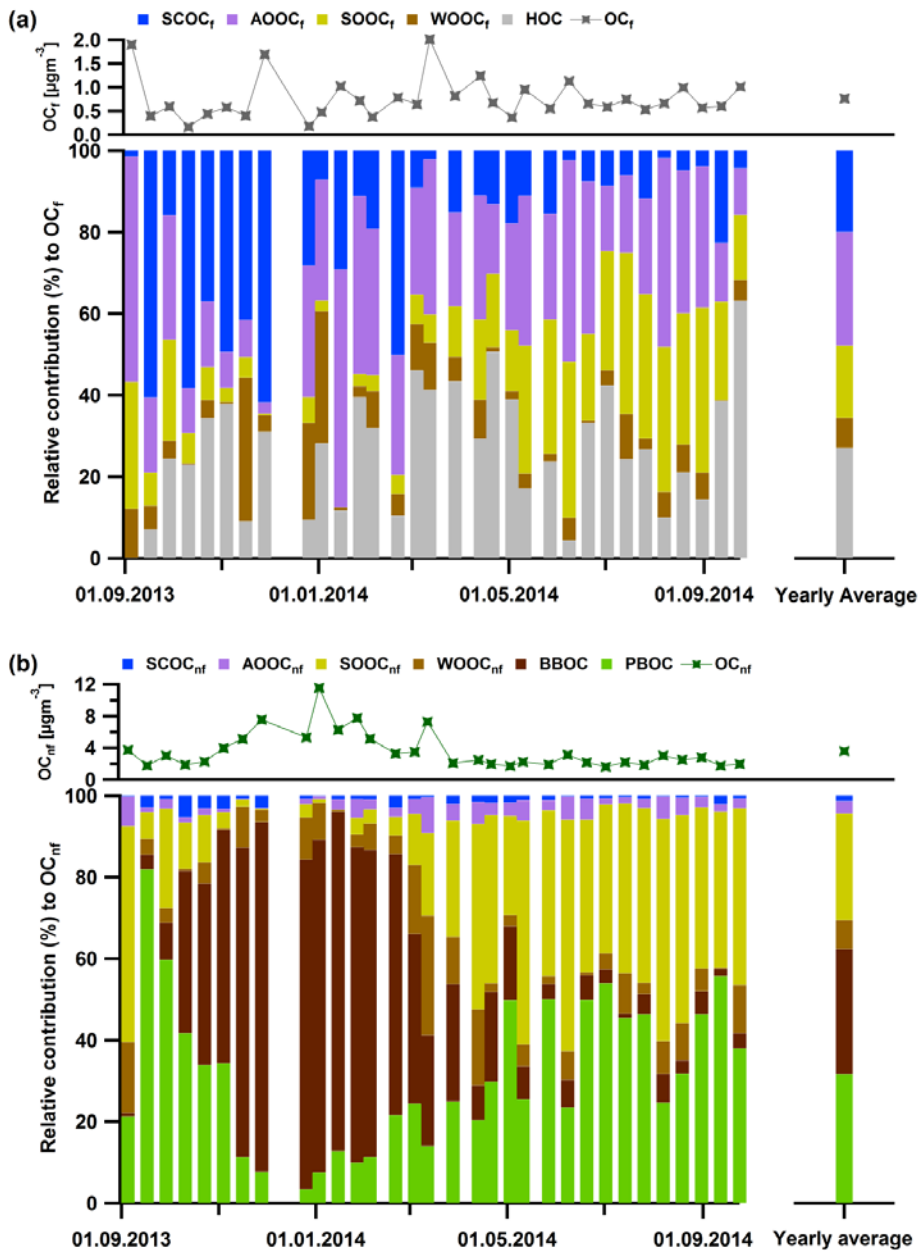 (a)
SCOCf AOOCf SOOCf WOOCf HOC OCf
OCf [µgm-3]
2.0
1.5
1.0
0.5
0.0
Relative contribution (%) to OCf
100
80
60
40
20
0
01.09.2013 01.01.2014 01.05.2014 01.09.2014 Yearly Average
(b)
SCOCnf AOOCnf SOOCnf WOOCnf BBOC PBOC OCnf
OCnf [µgm-3]
12
8
4
0
Relative contribution (%) to OCnf
100
80
60
40
20
0
01.09.2013 01.01.2014 01.05.2014 01.09.2014 Yearly average